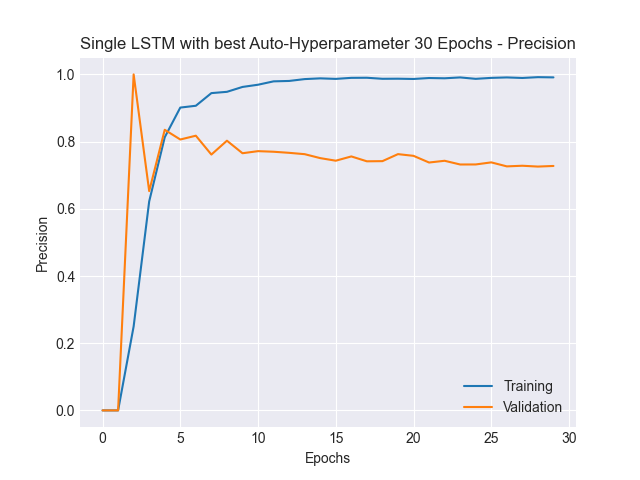 Single LSTM with best Auto-Hyperparameter 30 Epochs - Precision
1.0
0.8
0.6
0.4
0.2
0.0
Precision
0 5 10 15 20 25 30
Epochs
Training
Validation